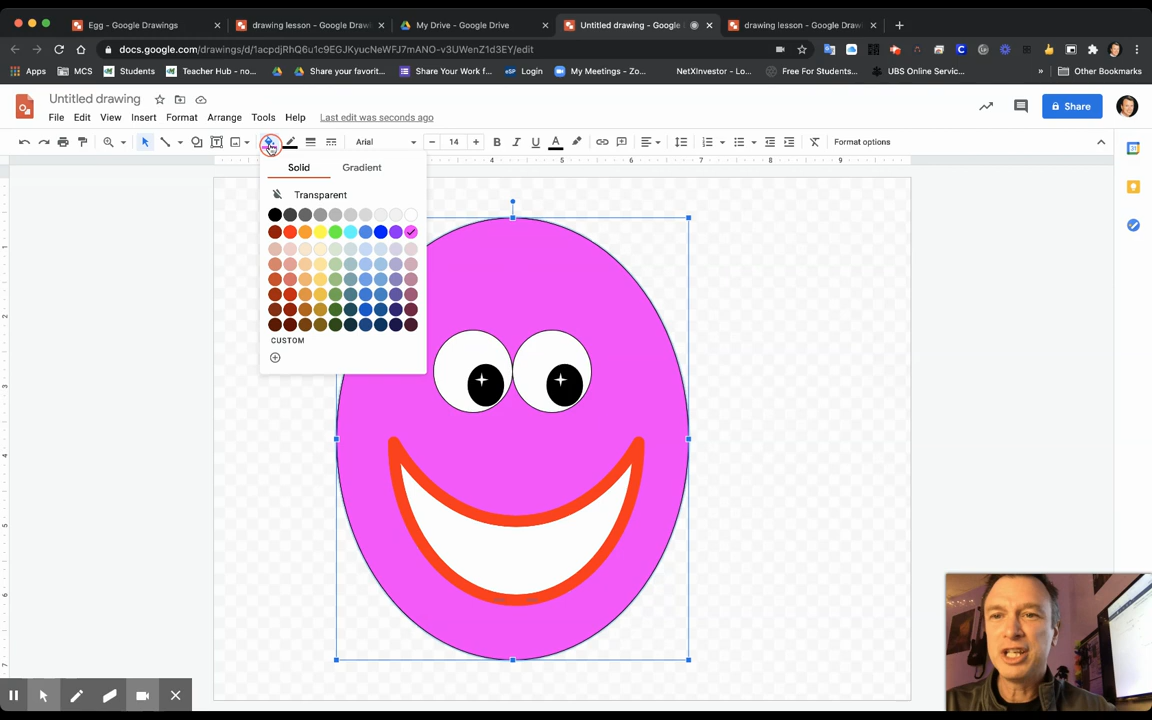 Egg - Google Drawings
drawing lesson - Google Draw
My Drive - Google Drive
Untitled drawing - Google
drawing lesson - Google Draw
docs.google.com/drawings/d/1acpdjRhQ6u1c9EGJKyucNeWFJ7mANO-v3UWenZ1d3EY/edit
Apps
MCS
Students
Teacher Hub - no...
Share your favorit...
Share Your Work f...
Login
My Meetings - Zo...
NetXInvestor - Lo...
Free For Students...
UBS Online Servic...
»
Other Bookmarks
Untitled drawing
File Edit View Insert Format Arrange Tools Help Last edit was seconds ago
Share
Arial
14
Format options
Solid Gradient
Transparent
CUSTOM